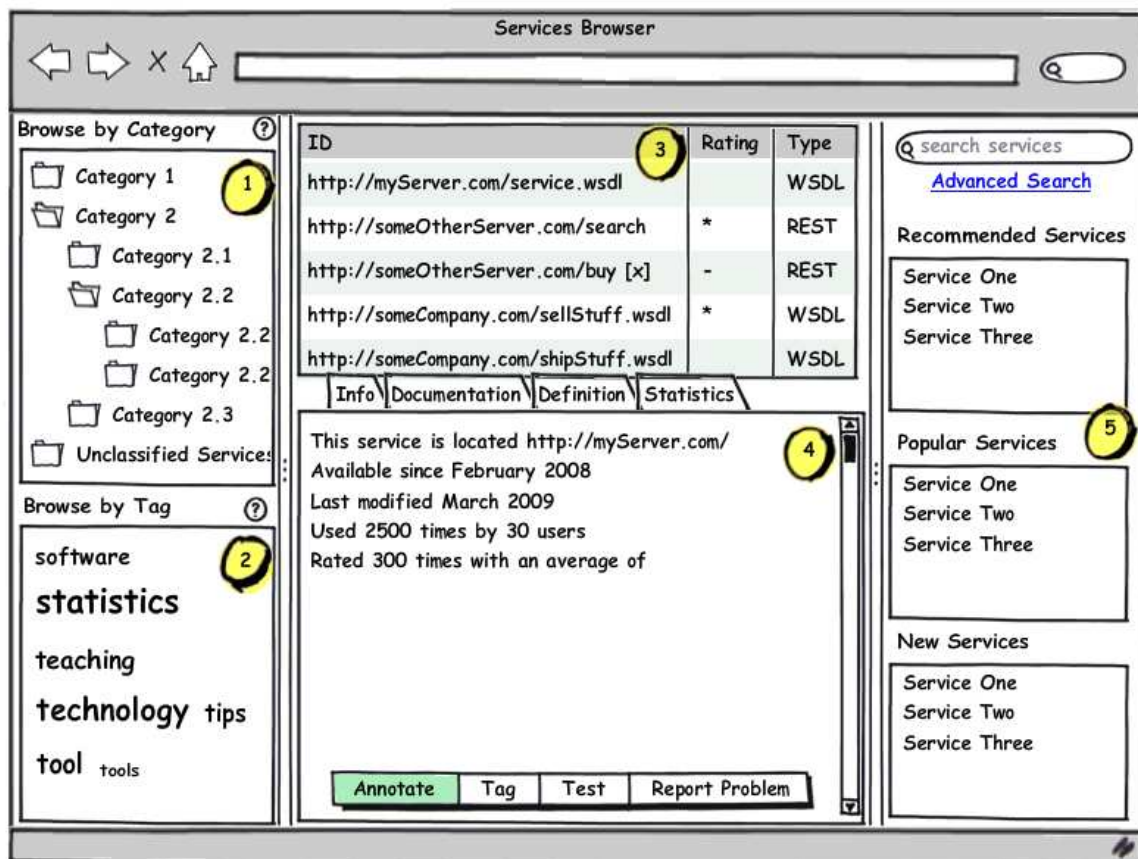 Services Browser
Browse by Category ?
1
Category 1
Category 2
Category 2.1
Category 2.2
Category 2.2
Category 2.2
Category 2.3
Unclassified Services
Browse by Tag ?
2
software
statistics
teaching
technology tips
tool tools
ID Rating Type
3
http://myServer.com/service.wsdl WSDL
http://someOtherServer.com/search * REST
http://someOtherServer.com/buy [x] - REST
http://someCompany.com/sellStuff.wsdl * WSDL
http://someCompany.com/shipStuff.wsdl WSDL
Info Documentation Definition Statistics
4
This service is located http://myServer.com/
Available since February 2008
Last modified March 2009
Used 2500 times by 30 users
Rated 300 times with an average of
Annotate Tag Test Report Problem
search services
Advanced Search
Recommended Services
Service One
Service Two
Service Three
5
Popular Services
Service One
Service Two
Service Three
New Services
Service One
Service Two
Service Three